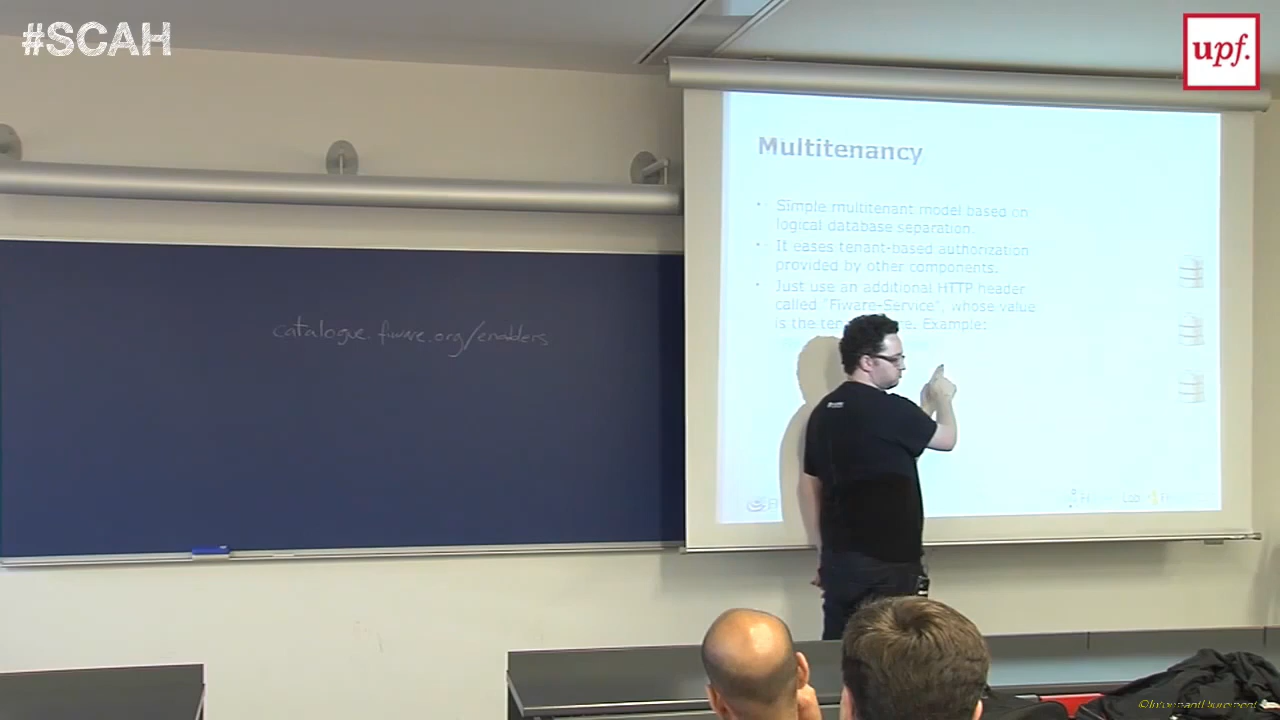 #SCAH
upf.
Multitenancy
• Simple multitenant model based on
logical database separation.
• It eases tenant-based authorization
provided by other components.
• Just use an additional HTTP header
called "Fiware-Service", whose value
is the Example:
catalogue.fiware.org/enablers